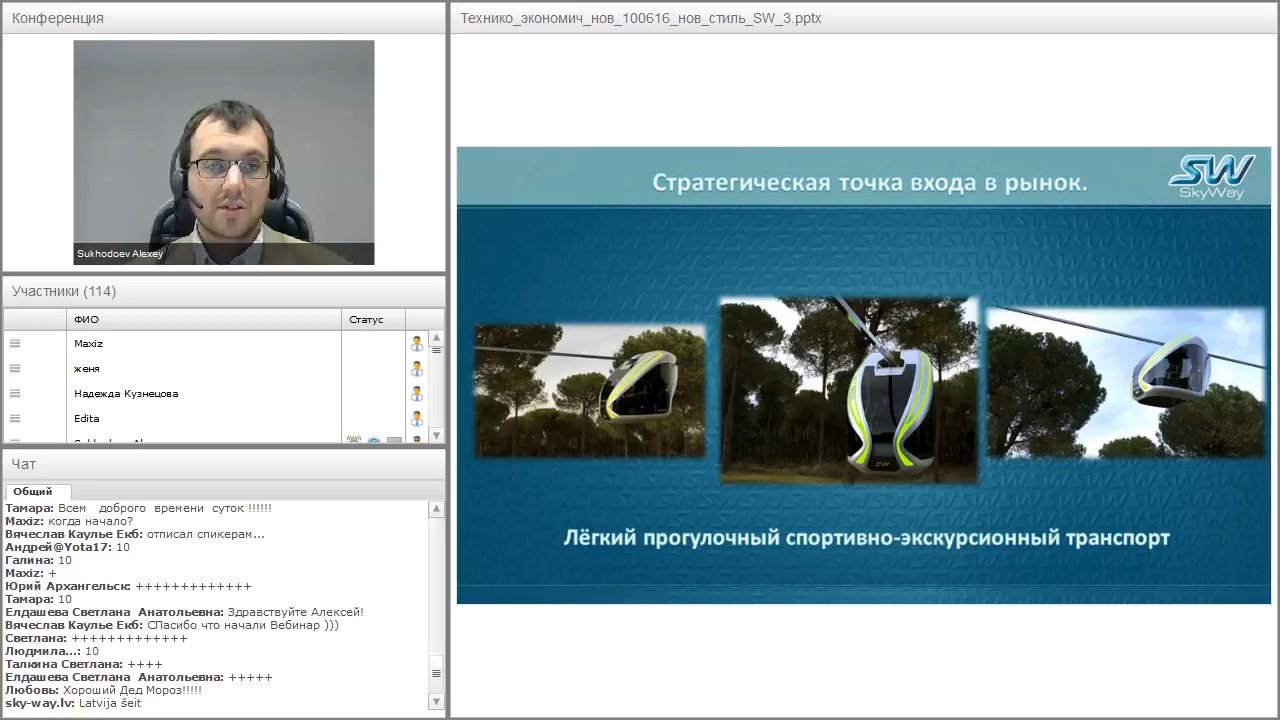 Конференция
Sukhodoev Alexey
Участники (114)
ФИО
Статус
Maxiz
женя
Надежда Кузнецова
Edita
Чат
Общий
Тамара: Всем доброго времени суток !!!!!!
Maxiz: когда начало?
Вячеслав Каулье Екб: отписал спикерам...
Андрей@Yota17: 10
Галина: 10
Maxiz: +
Юрий Архангельск: +++++++++++++
Тамара: 10
Елдашева Светлана Анатольевна: Здравствуйте Алексей!
Вячеслав Каулье Екб: СПасибо что начали Вебинар )))
Светлана: +++++++++++++
Людмила...: 10
Талкина Светлана: ++++
Елдашева Светлана Анатольевна: +++++
Любовь: Хороший Дед Мороз!!!!!
sky-way.lv: Latvija šeit
Технико_экономич_нов_100616_нов_стиль_SW_3.pptx
Стратегическая точка входа в рынок.
SW
SkyWay
SW
Лёгкий прогулочный спортивно-экскурсионный транспорт